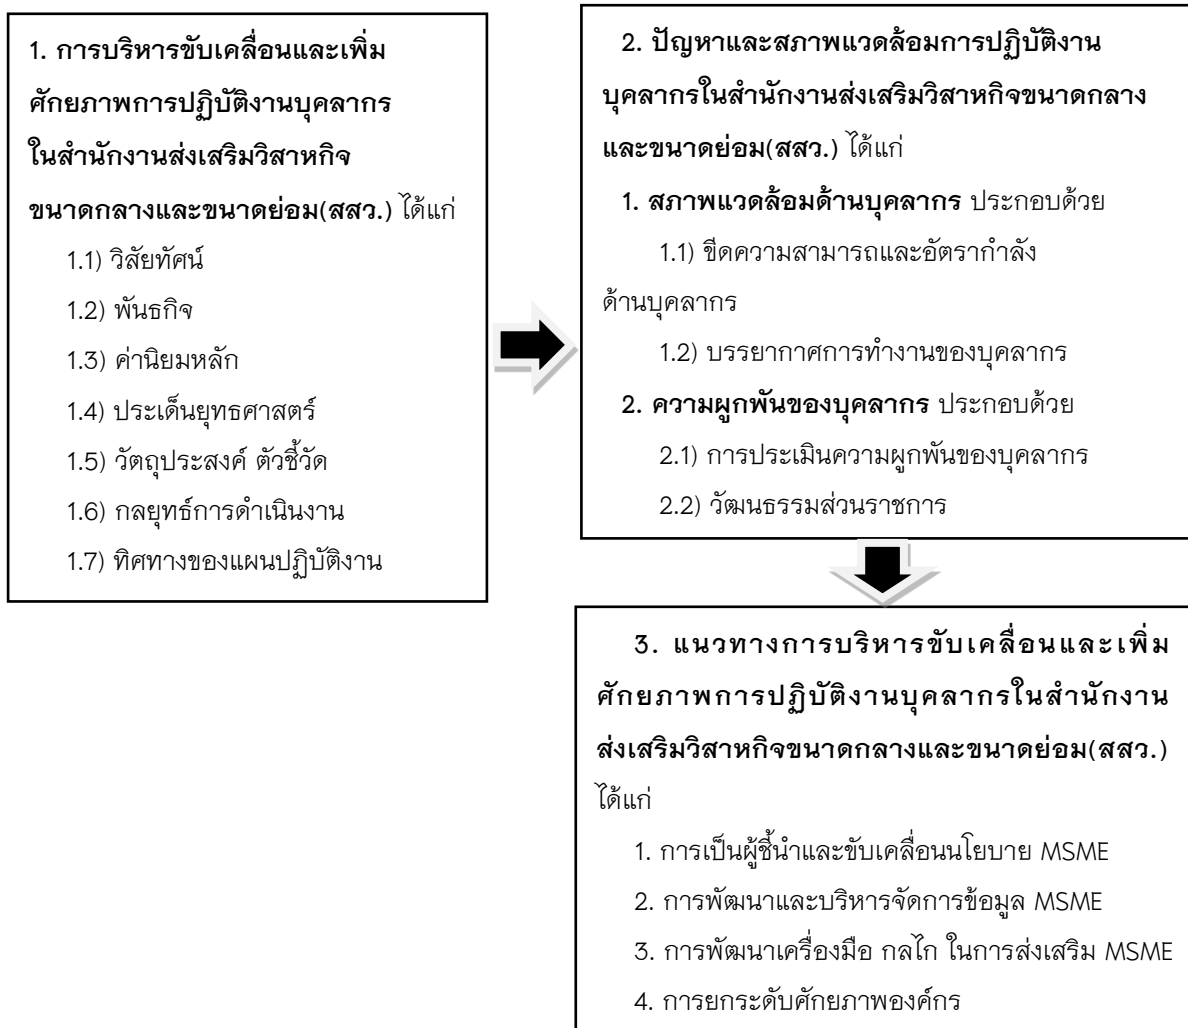 1. การบริหารขับเคลื่อนและเพิ่ม
ศักยภาพการปฏิบัติงานบุคลากร
ในสำนักงานส่งเสริมวิสาหกิจ
ขนาดกลางและขนาดย่อม(สสว.) ได้แก่
1.1) วิสัยทัศน์
1.2) พันธกิจ
1.3) ค่านิยมหลัก
1.4) ประเด็นยุทธศาสตร์
1.5) วัตถุประสงค์ ตัวชี้วัด
1.6) กลยุทธ์การดำเนินงาน
1.7) ทิศทางของแผนปฏิบัติงาน
2. ปัญหาและสภาพแวดล้อมการปฏิบัติงาน
บุคลากรในสำนักงานส่งเสริมวิสาหกิจขนาดกลาง
และขนาดย่อม(สสว.) ได้แก่
1. สภาพแวดล้อมด้านบุคลากร ประกอบด้วย
1.1) ขีดความสามารถและอัตรากำลัง
ด้านบุคลากร
1.2) บรรยากาศการทำงานของบุคลากร
2. ความผูกพันของบุคลากร ประกอบด้วย
2.1) การประเมินความผูกพันของบุคลากร
2.2) วัฒนธรรมส่วนราชการ
3. แนวทางการบริหารขับเคลื่อนและเพิ่ม
ศักยภาพการปฏิบัติงานบุคลากรในสำนักงาน
ส่งเสริมวิสาหกิจขนาดกลางและขนาดย่อม(สสว.)
ได้แก่
1. การเป็นผู้ชี้นำและขับเคลื่อนนโยบาย MSME
2. การพัฒนาและบริหารจัดการข้อมูล MSME
3. การพัฒนาเครื่องมือ กลไก ในการส่งเสริม MSME
4. การยกระดับศักยภาพองค์กร